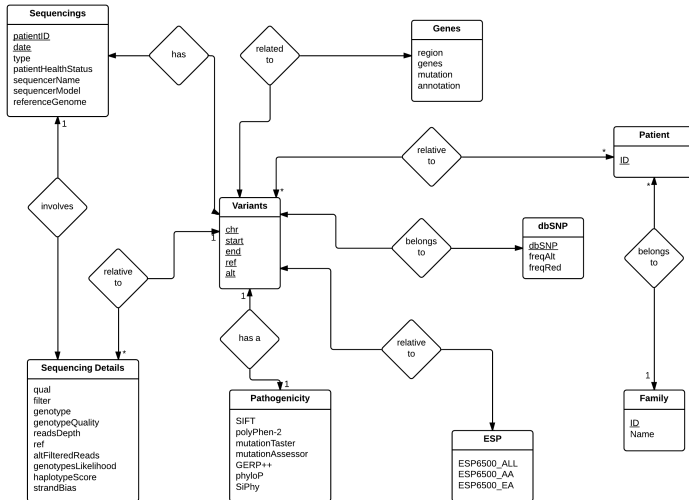 Sequencings
patientID
date
type
patientHealthStatus
sequencerName
sequencerModel
referenceGenome
has
related
to
Genes
region
genes
mutation
annotation
1
involves
relative
to
*
*
Patient
ID
*
Variants
chr
start
end
ref
alt
1
1
belongs
to
dbSNP
dbSNP
freqAlt
freqRed
belongs
to
relative
to
*
has a
1
relative
to
1
Sequencing Details
qual
filter
genotype
genotypeQuality
readsDepth
ref
altFilteredReads
genotypesLikelihood
haplotypeScore
strandBias
Pathogenicity
SIFT
polyPhen-2
mutationTaster
mutationAssessor
GERP++
phyloP
SiPhy
ESP
ESP6500_ALL
ESP6500_AA
ESP6500_EA
Family
ID
Name